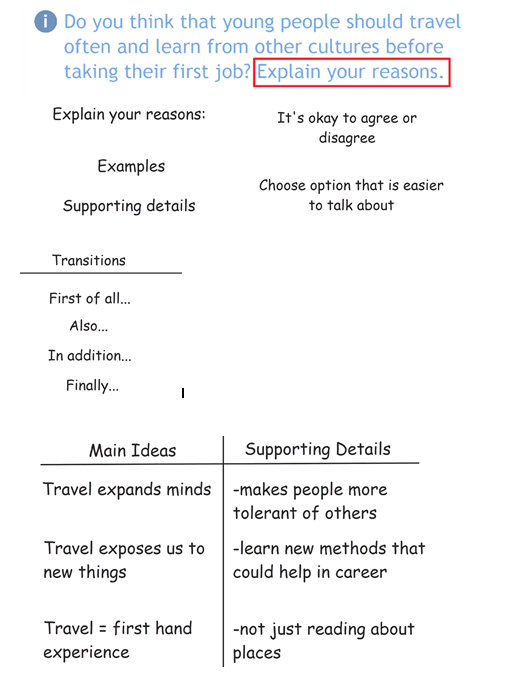 i Do you think that young people should travel
often and learn from other cultures before
taking their first job? Explain your reasons.
Explain your reasons:
It's okay to agree or
disagree
Examples
Choose option that is easier
to talk about
Supporting details
Transitions
First of all...
Also...
In addition...
Finally...
Main Ideas
Supporting Details
Travel expands minds
-makes people more
tolerant of others
Travel exposes us to
new things
-learn new methods that
could help in career
Travel = first hand
experience
-not just reading about
places